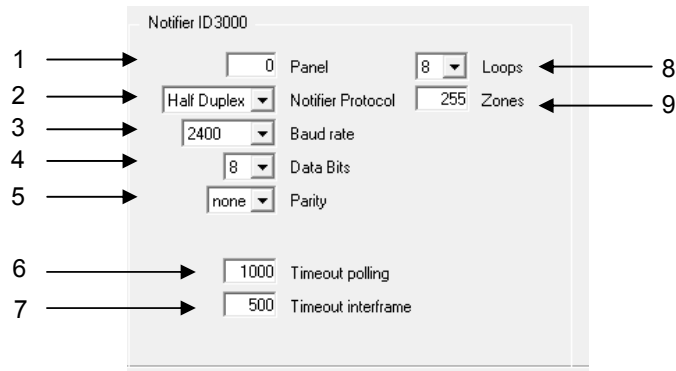 Notifier ID3000
1 0 Panel 8 Loops 8
2 Half Duplex Notifier Protocol 255 Zones 9
3 2400 Baud rate
4 8 Data Bits
5 none Parity
6 1000 Timeout polling
7 500 Timeout interframe